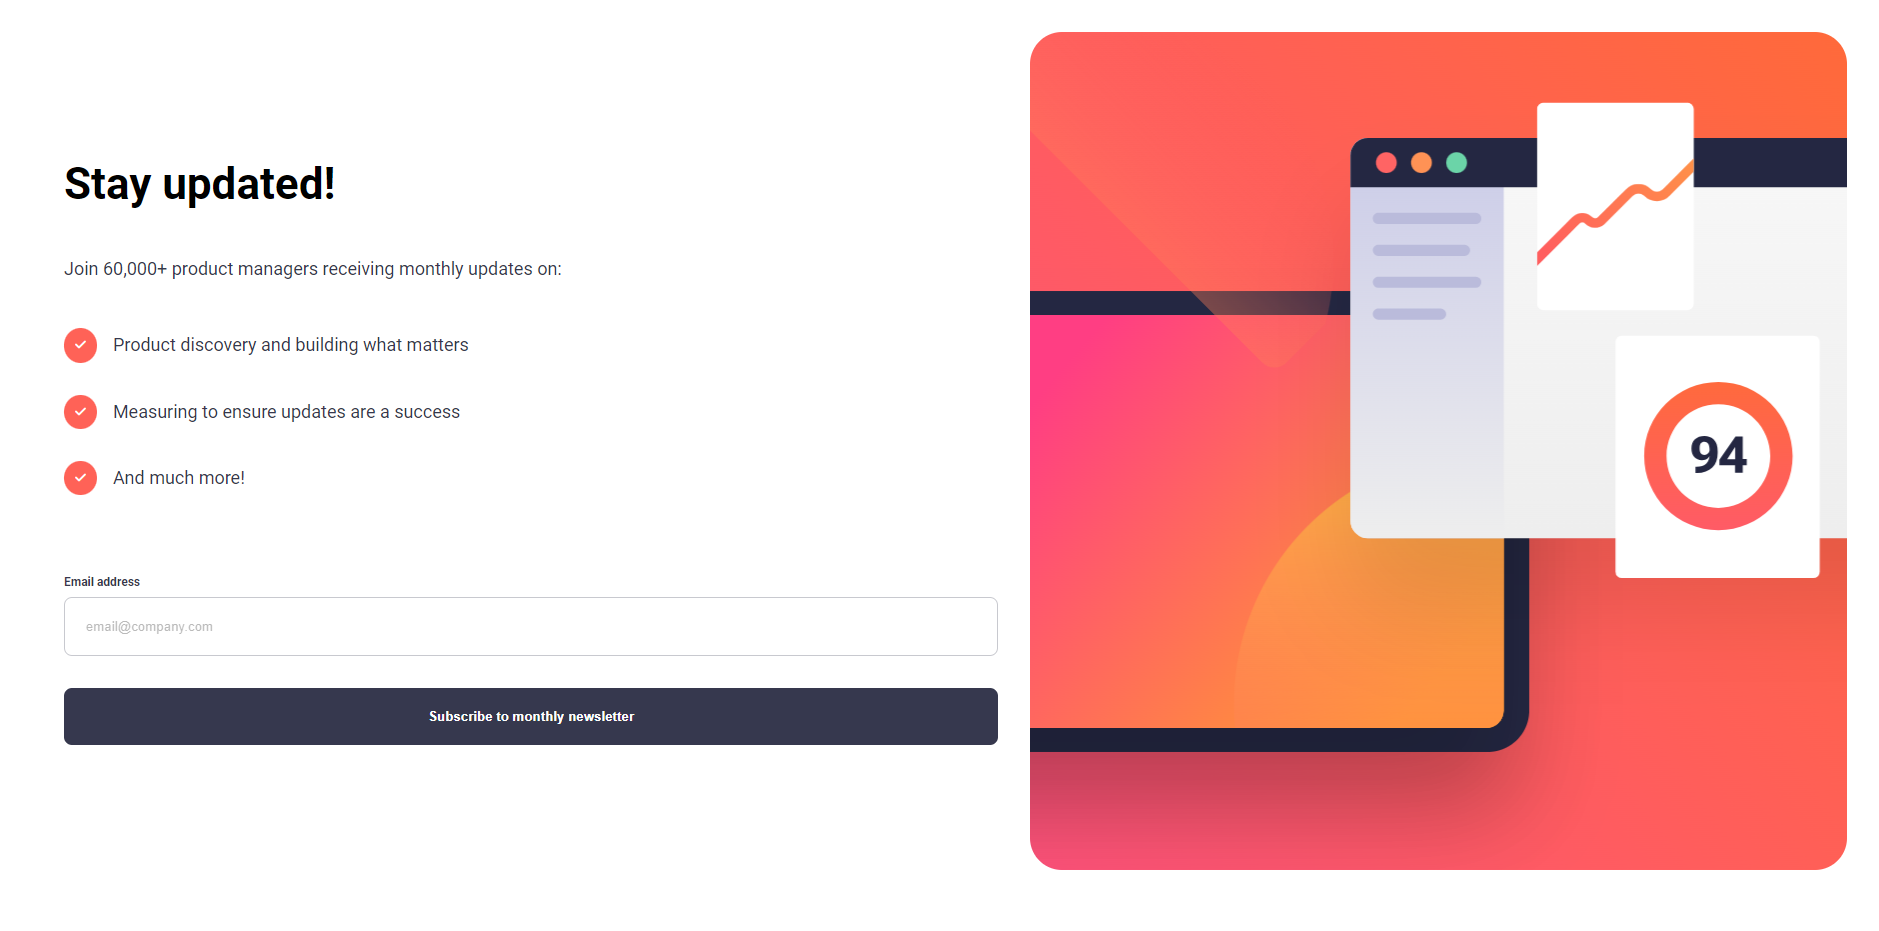 Stay updated!
Join 60,000+ product managers receiving monthly updates on:
Product discovery and building what matters
Measuring to ensure updates are a success
And much more!
Email address
email@company.com
Subscribe to monthly newsletter
94